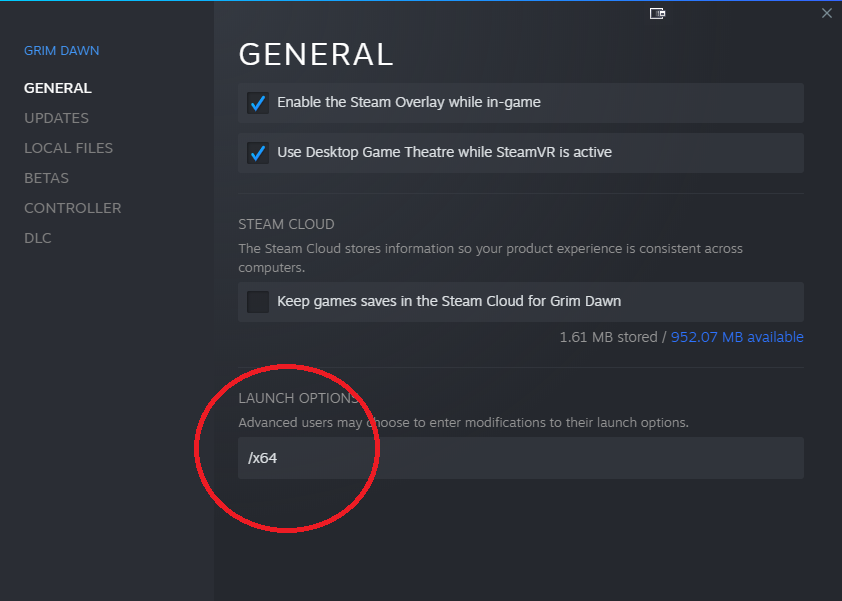 GRIM DAWN
GENERAL
UPDATES
LOCAL FILES
BETAS
CONTROLLER
DLC
GENERAL
Enable the Steam Overlay while in-game
Use Desktop Game Theatre while SteamVR is active
STEAM CLOUD
The Steam Cloud stores information so your product experience is consistent across
computers.
Keep games saves in the Steam Cloud for Grim Dawn
1.61 MB stored / 952.07 MB available
LAUNCH OPTIONS
Advanced users may choose to enter modifications to their launch options.
/x64